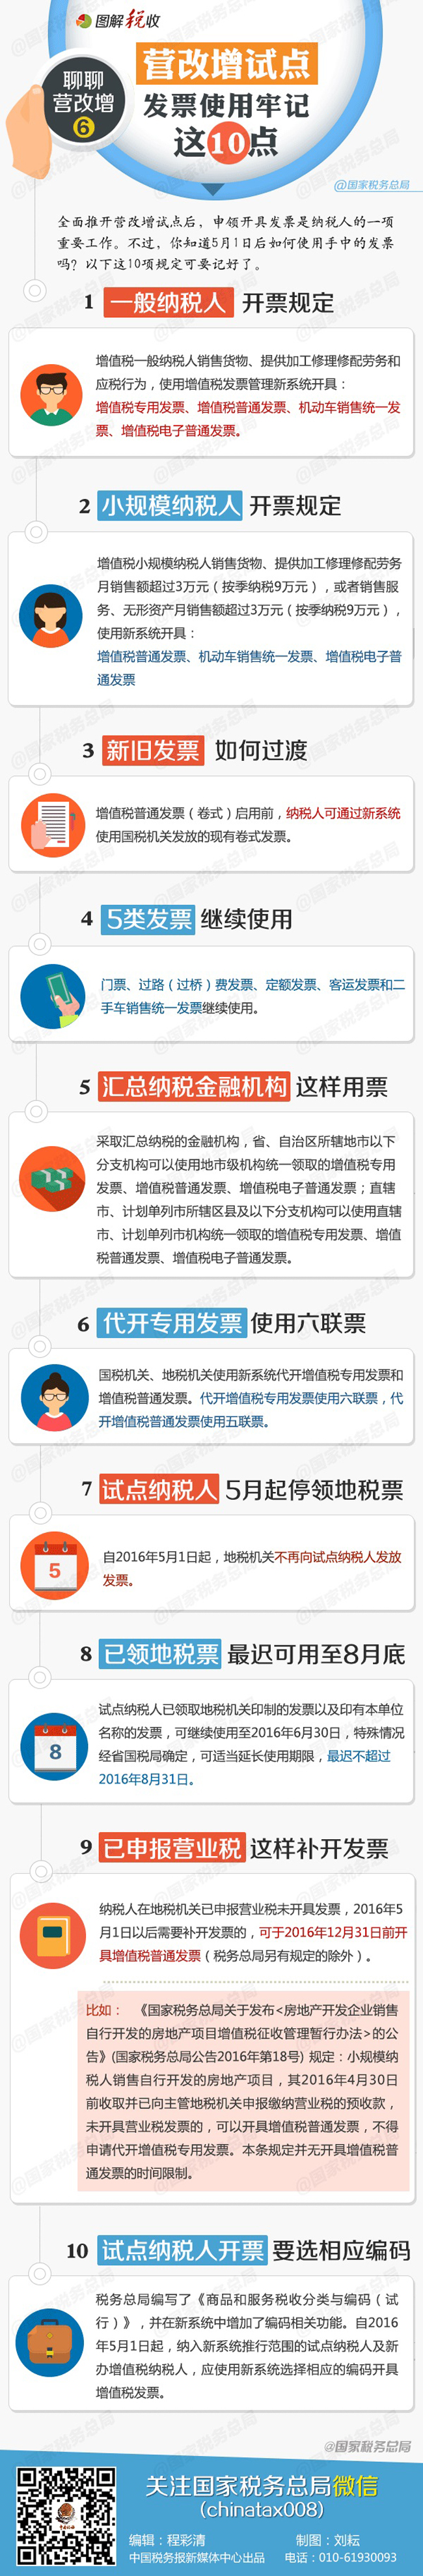 图解税收
聊聊
营改增
6
营改增试点
发票使用牢记
这10点
@国家税务总局
全面推开营改增试点后，申领开具发票是纳税人的一项
重要工作。不过，你知道5月1日后如何使用手中的发票
吗？以下这10项规定可要记好了。
1 一般纳税人 开票规定
增值税一般纳税人销售货物、提供加工修理修配劳务和
应税行为，使用增值税发票管理新系统开具：
增值税专用发票、增值税普通发票、机动车销售统一发
票、增值税电子普通发票。
2 小规模纳税人 开票规定
增值税小规模纳税人销售货物、提供加工修理修配劳务
月销售额超过3万元（按季纳税9万元），或者销售服
务、无形资产月销售额超过3万元（按季纳税9万元），
使用新系统开具：
增值税普通发票、机动车销售统一发票、增值税电子普
通发票
3 新旧发票 如何过渡
增值税普通发票（卷式）启用前，纳税人可通过新系统
使用国税机关发放的现有卷式发票。
4 5类发票 继续使用
门票、过路（过桥）费发票、定额发票、客运发票和二
手车销售统一发票继续使用。
5 汇总纳税金融机构 这样用票
采取汇总纳税的金融机构，省、自治区所辖地市以下
分支机构可以使用地市级机构统一领取的增值税专用
发票、增值税普通发票、增值税电子普通发票；直辖
市、计划单列市所辖区县及以下分支机构可以使用直辖
市、计划单列市机构统一领取的增值税专用发票、增值
税普通发票、增值税电子普通发票。
6 代开专用发票 使用六联票
国税机关、地税机关使用新系统代开增值税专用发票和
增值税普通发票。代开增值税专用发票使用六联票，代
开增值税普通发票使用五联票。
7 试点纳税人 5月起停领地税票
5
自2016年5月1日起，地税机关不再向试点纳税人发放
发票。
8 已领地税票 最迟可用至8月底
8
试点纳税人已领取地税机关印制的发票以及印有本单位
名称的发票，可继续使用至2016年6月30日，特殊情况
经省国税局确定，可适当延长使用期限，最迟不超过
2016年8月31日。
9 已申报营业税 这样补开发票
纳税人在地税机关已申报营业税未开具发票，2016年5
月1日以后需要补开发票的，可于2016年12月31日前开
具增值税普通发票（税务总局另有规定的除外）。
比如： 《国家税务总局关于发布<房地产开发企业销售
自行开发的房地产项目增值税征收管理暂行办法>的公
告》(国家税务总局公告2016年第18号) 规定：小规模纳
税人销售自行开发的房地产项目，其2016年4月30日
前收取并已向主管地税机关申报缴纳营业税的预收款，
未开具营业税发票的，可以开具增值税普通发票，不得
申请代开增值税专用发票。本条规定并无开具增值税普
通发票的时间限制。
10 试点纳税人开票 要选相应编码
税务总局编写了《商品和服务税收分类与编码（试
行）》，并在新系统中增加了编码相关功能。自2016
年5月1日起，纳入新系统推行范围的试点纳税人及新
办增值税纳税人，应使用新系统选择相应的编码开具
增值税发票。
@国家税务总局
关注国家税务总局微信
(chinatax008)
编辑：程彩清 制图：刘耘
中国税务报新媒体中心出品 电话：010-61930093